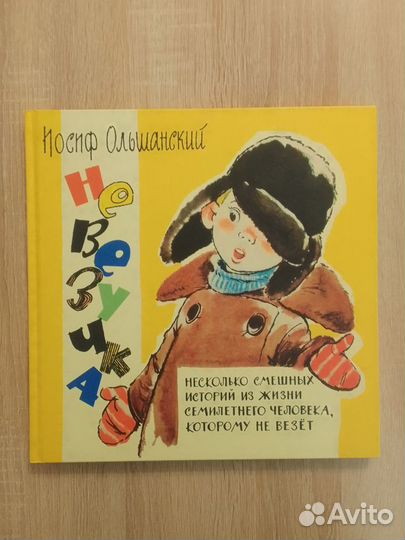 Иосиф Ольшанский
Невезучка
НЕСКОЛЬКО СМЕШНЫХ
ИСТОРИЙ ИЗ ЖИЗНИ
СЕМИЛЕТНЕГО ЧЕЛОВЕКА,
КОТОРОМУ НЕ ВЕЗЁТ
Avito